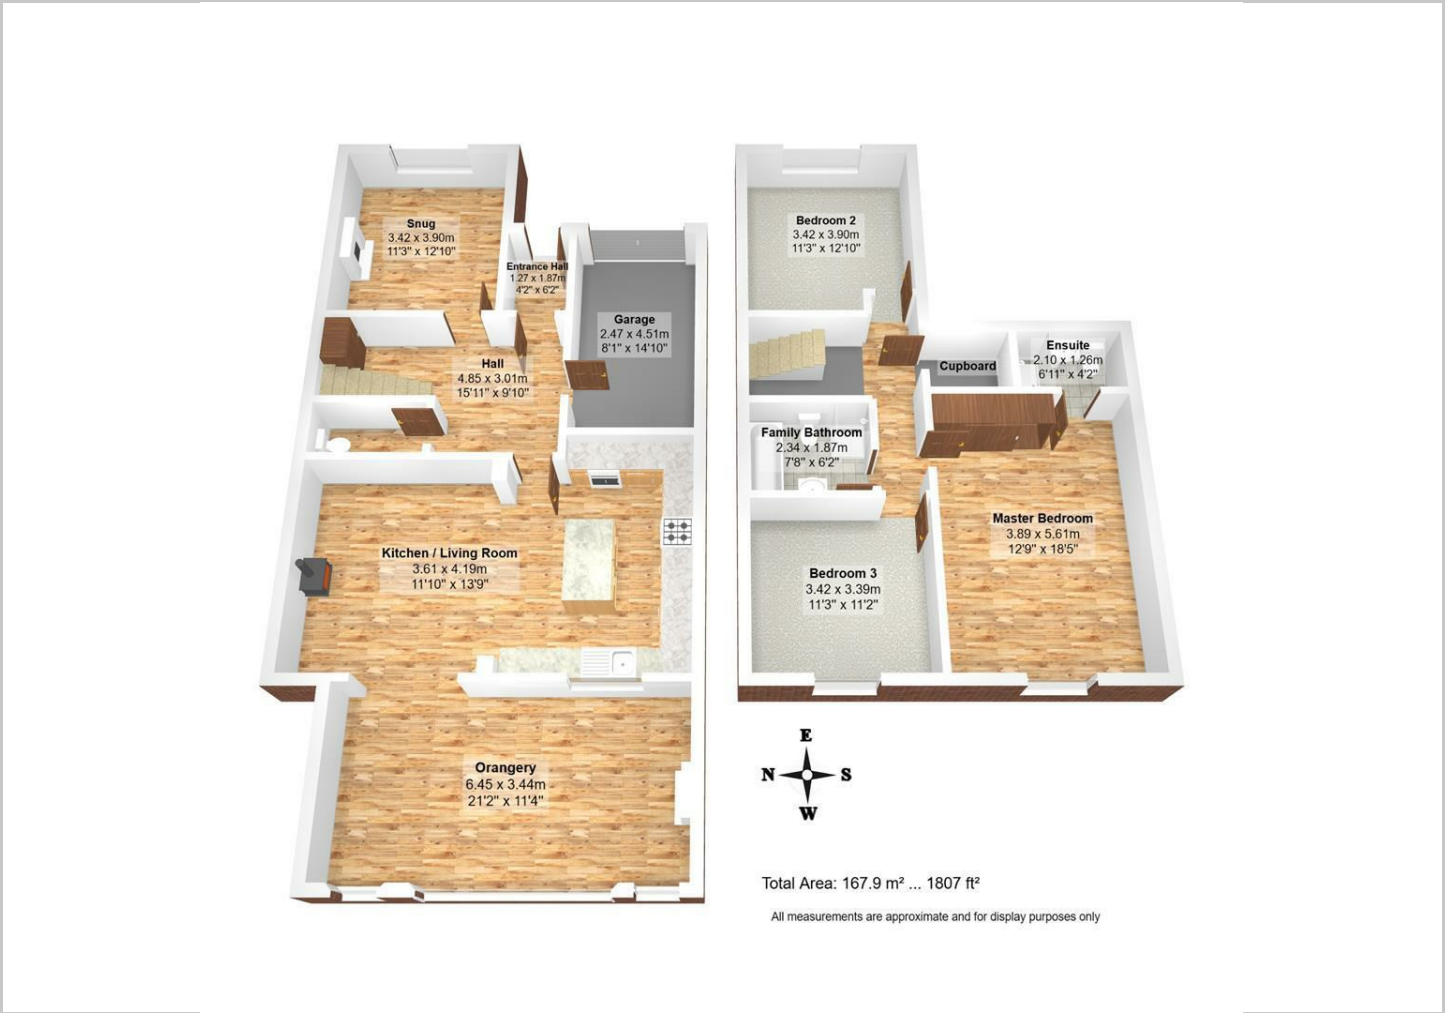 Snug
3.42 x 3.90m
11'3" x 12'10"
Entrance Hall
1.27 x 1.87m
4'2" x 6'2"
Garage
2.47 x 4.51m
8'1" x 14'10"
Hall
4.85 x 3.01m
15'11" x 9'10"
Kitchen / Living Room
3.61 x 4.19m
11'10" x 13'9"
Orangery
6.45 x 3.44m
21'2" x 11'4"
Bedroom 2
3.42 x 3.90m
11'3" x 12'10"
Cupboard
Ensuite
2.10 x 1.26m
6'11" x 4'2"
Family Bathroom
2.34 x 1.87m
7'8" x 6'2"
Master Bedroom
3.89 x 5.61m
12'9" x 18'5"
Bedroom 3
3.42 x 3.39m
11'3" x 11'2"
E
N S
W
Total Area: 167.9 m² ... 1807 ft²
All measurements are approximate and for display purposes only